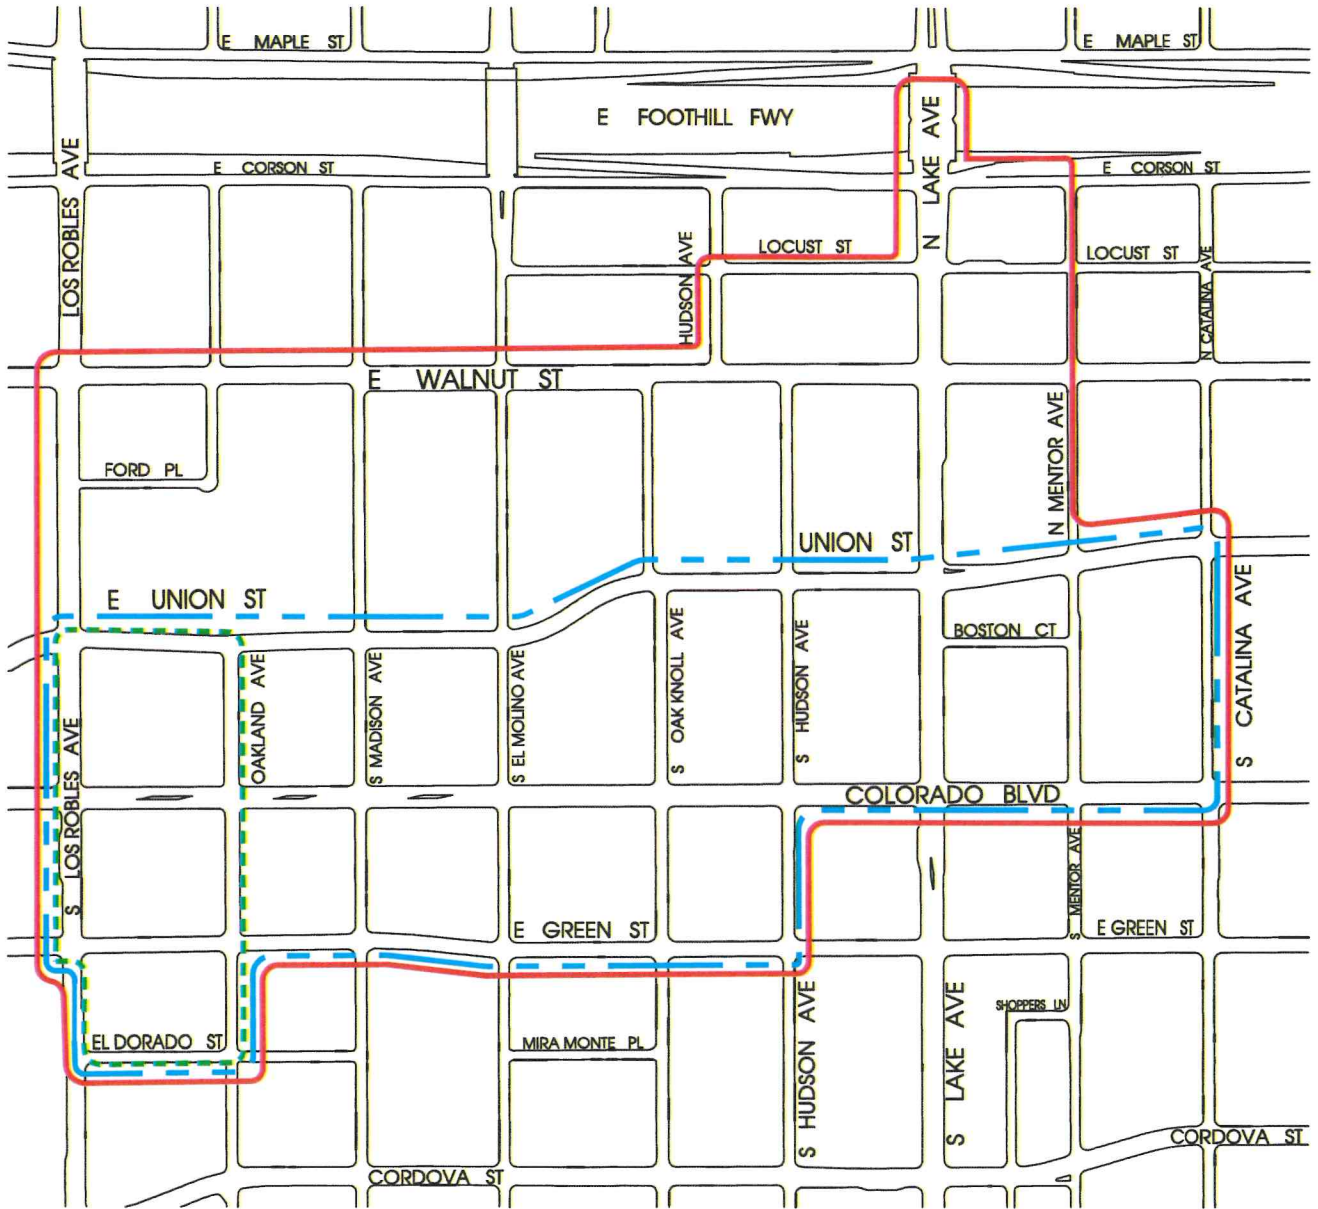 E MAPLE ST
E MAPLE ST
E FOOTHILL FWY
N LAKE AVE
LOS ROBLES AVE
E CORSON ST
E CORSON ST
HUDSON AVE
LOCUST ST
LOCUST ST
N CATALINA AVE
E WALNUT ST
N MENTOR AVE
FORD PL
UNION ST
E UNION ST
S CATALINA AVE
BOSTON CT
S LOS ROBLES AVE
OAKLAND AVE
S MADISON AVE
S EL MOLINO AVE
S OAK KNOLL AVE
S HUDSON AVE
COLORADO BLVD
S MENTOR AVE
E GREEN ST
E GREEN ST
S HUDSON AVE
S LAKE AVE
SHOPPERS LN
EL DORADO ST
MIRA MONTE PL
CORDOVA ST
CORDOVA ST